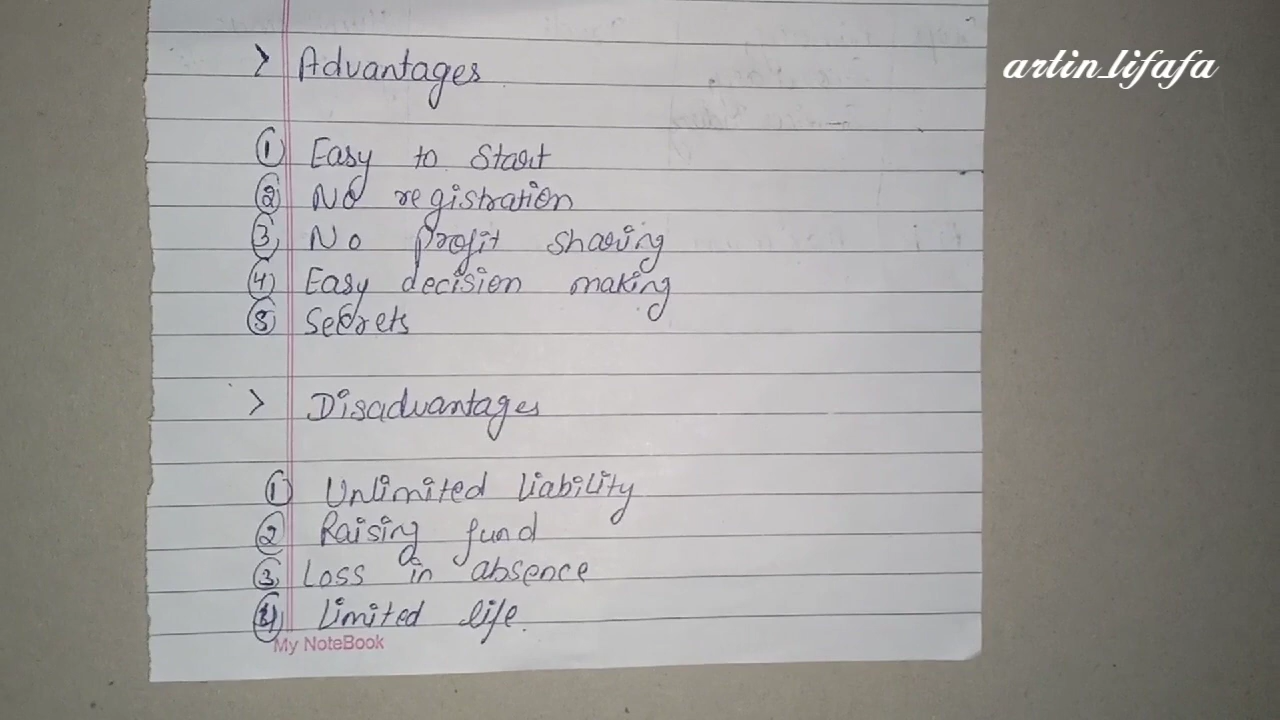 > Advantages
artin_lifafa
① Easy to Start
② No registration
③ No profit sharing
④ Easy decision making
⑤ Secrets
> Disadvantages
① Unlimited liability
② Raising fund
③ Loss in absence
④ Limited life.
My NoteBook